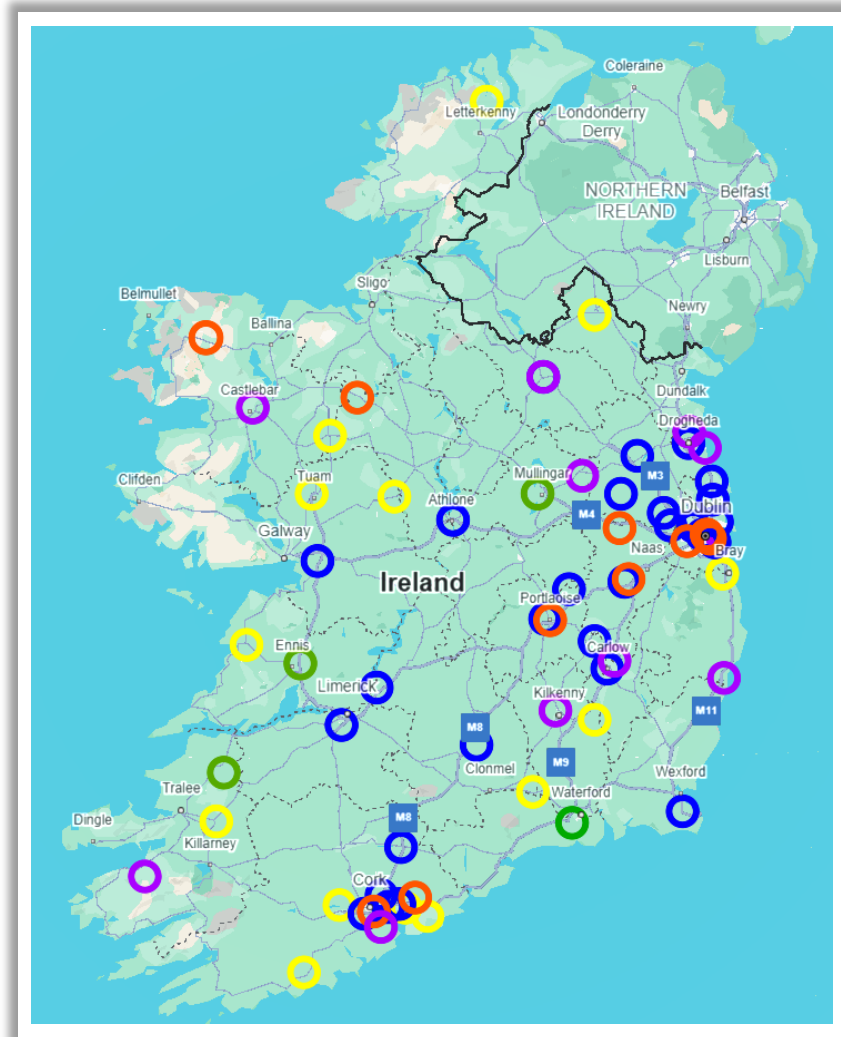 Coleraine
Letterkenny
Londonderry
Derry
NORTHERN
IRELAND
Belfast
Lisburn
Sligo
Belmullet
Ballina
Newry
Castlebar
Dundalk
Drogheda
Clifden
Tuam
Mullingar
M3
Athlone
M4
Dublin
Galway
Naas
Bray
Ireland
Portlaoise
Ennis
Carlow
Limerick
Kilkenny
M11
M8
Clonmel
M9
Wexford
Tralee
Waterford
Dingle
M8
Killarney
Cork